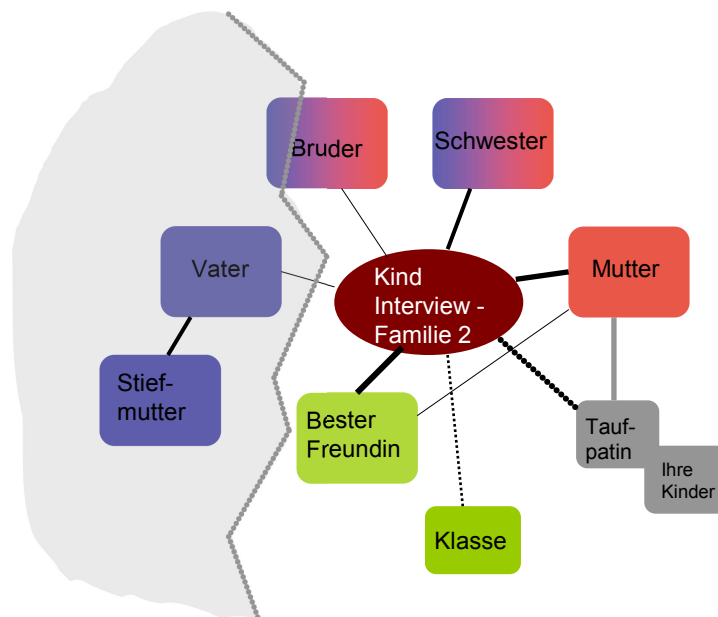 Bruder
Schwester
Vater
Kind
Interview -
Familie 2
Mutter
Stief-
mutter
Bester
Freundin
Tauf-
patin
Ihre
Kinder
Klasse